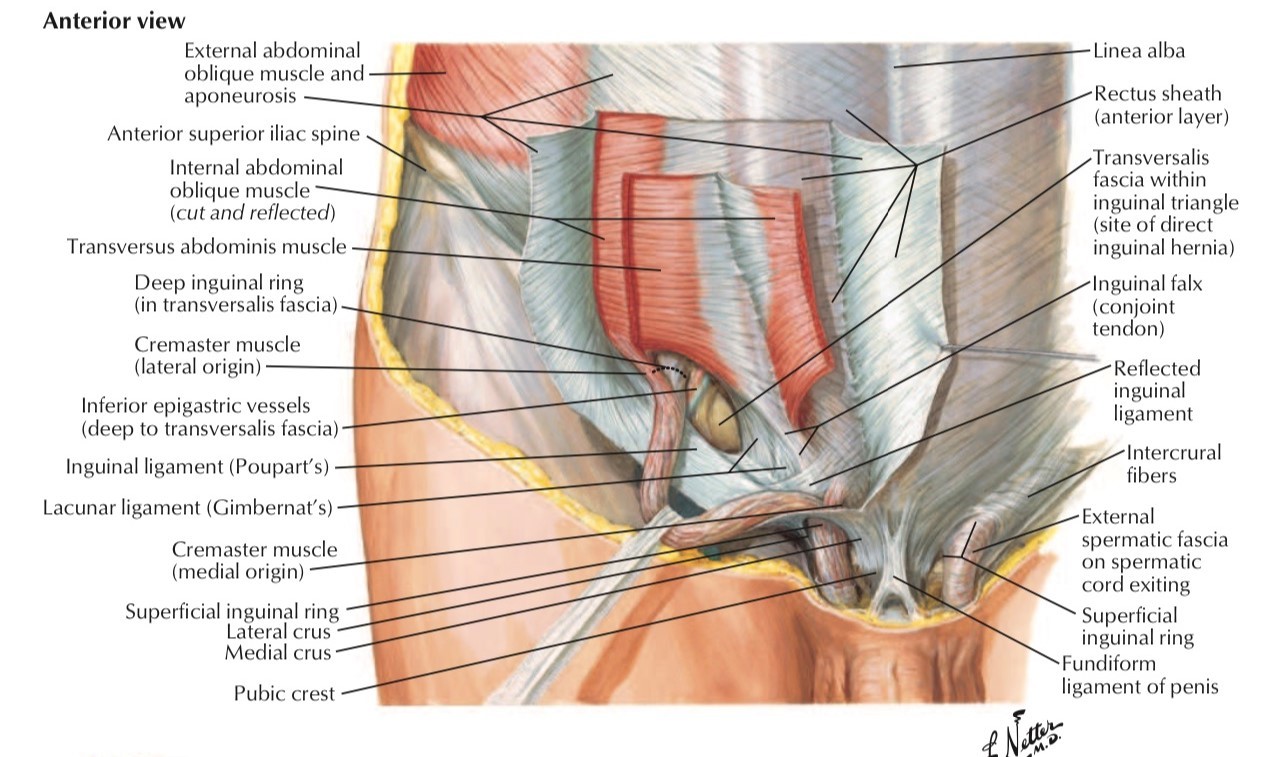 Anterior view
External abdominal
oblique muscle and
aponeurosis
Anterior superior iliac spine
Internal abdominal
oblique muscle
(cut and reflected)
Transversus abdominis muscle
Deep inguinal ring
(in transversalis fascia)
Cremaster muscle
(lateral origin)
Inferior epigastric vessels
(deep to transversalis fascia)
Inguinal ligament (Poupart's)
Lacunar ligament (Gimbernat's)
Cremaster muscle
(medial origin)
Superficial inguinal ring
Lateral crus
Medial crus
Pubic crest
Linea alba
Rectus sheath
(anterior layer)
Transversalis
fascia within
inguinal triangle
(site of direct
inguinal hernia)
Inguinal falx
(conjoint
tendon)
Reflected
inguinal
ligament
Intercrural
fibers
External
spermatic fascia
on spermatic
cord exiting
Superficial
inguinal ring
Fundiform
ligament of penis
F. Netter
M.D.